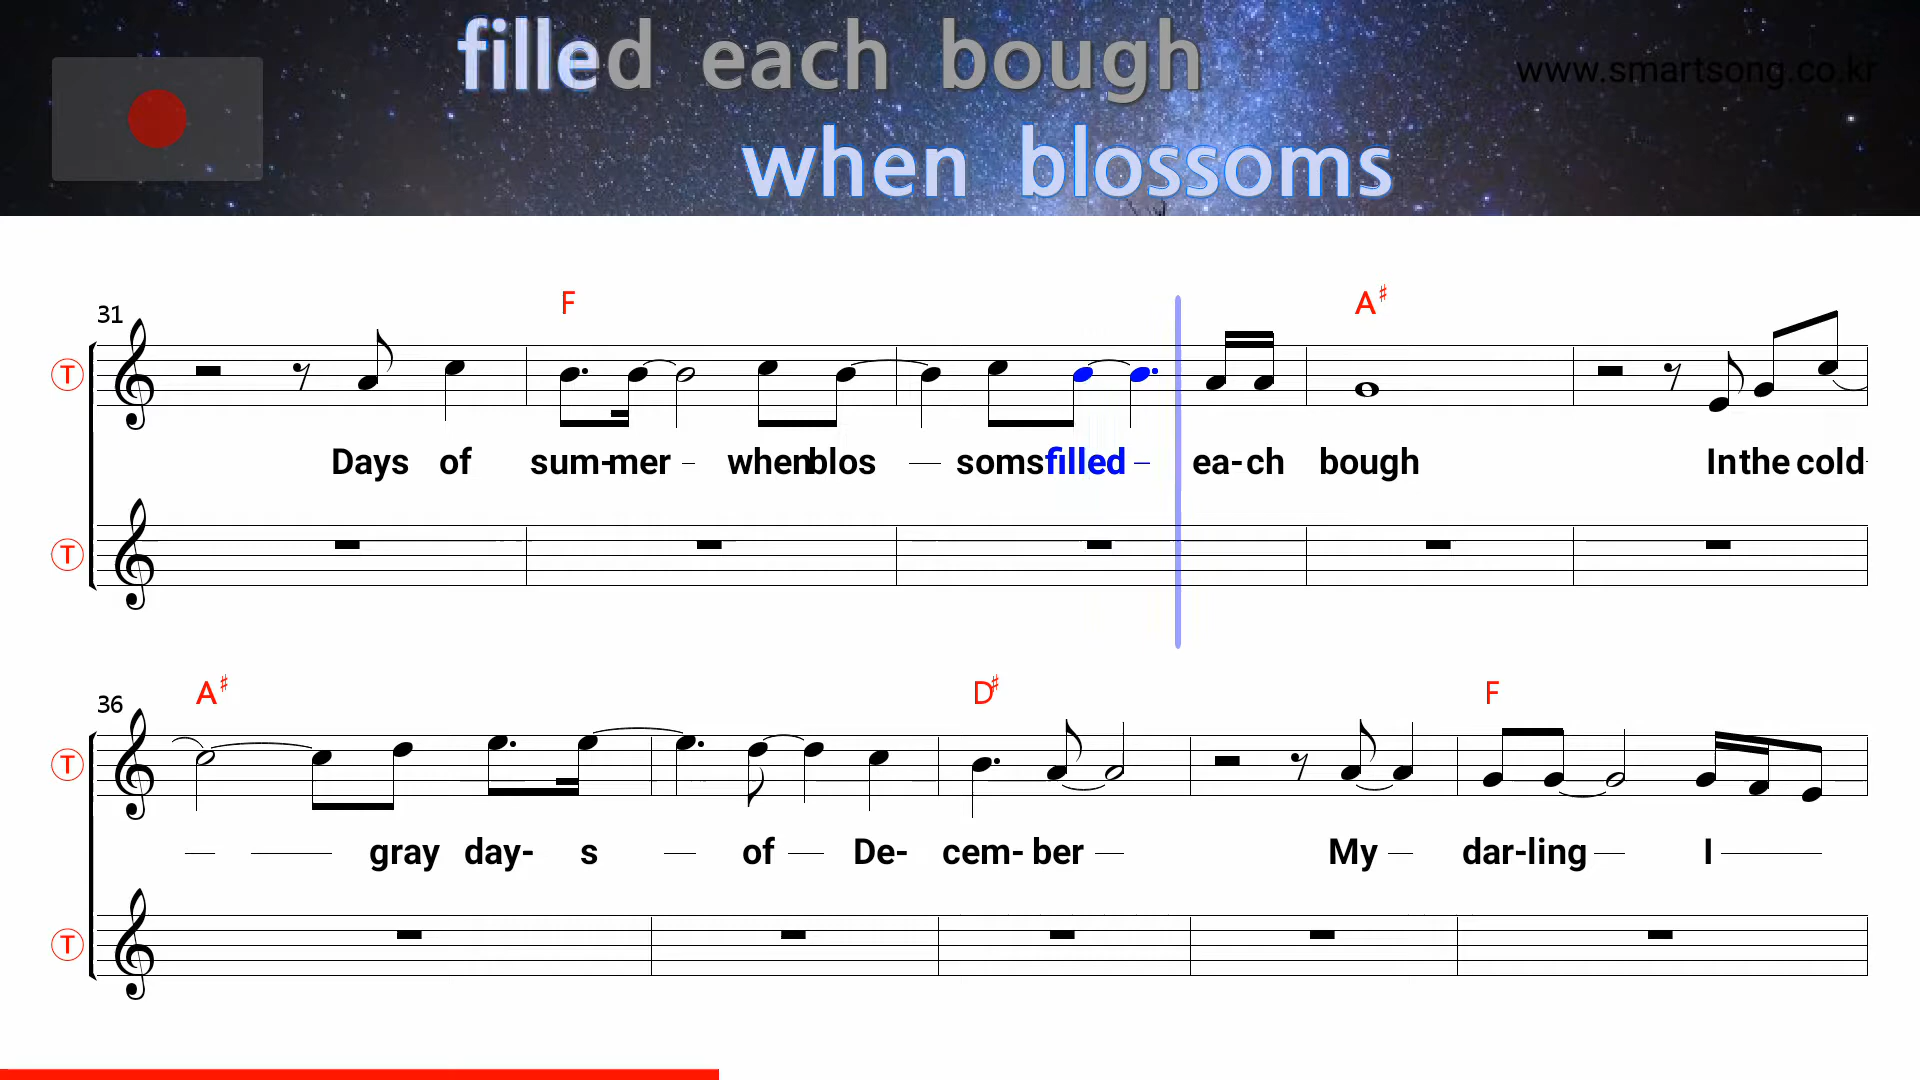 filled each bough
www.smartsong.co.kr
when blossoms
F A♯
31
T
Days of sum-mer – when blos — soms filled – ea-ch bough In the cold
T
A♯ D♯ F
36
T
— — gray day- s — of — De- cem- ber — My — dar-ling — I —
T